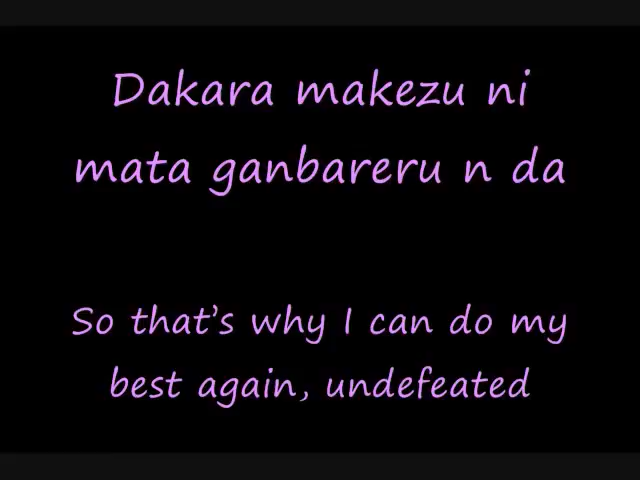 Dakara makezu ni
mata ganbareru n da
So that's why I can do my
best again, undefeated